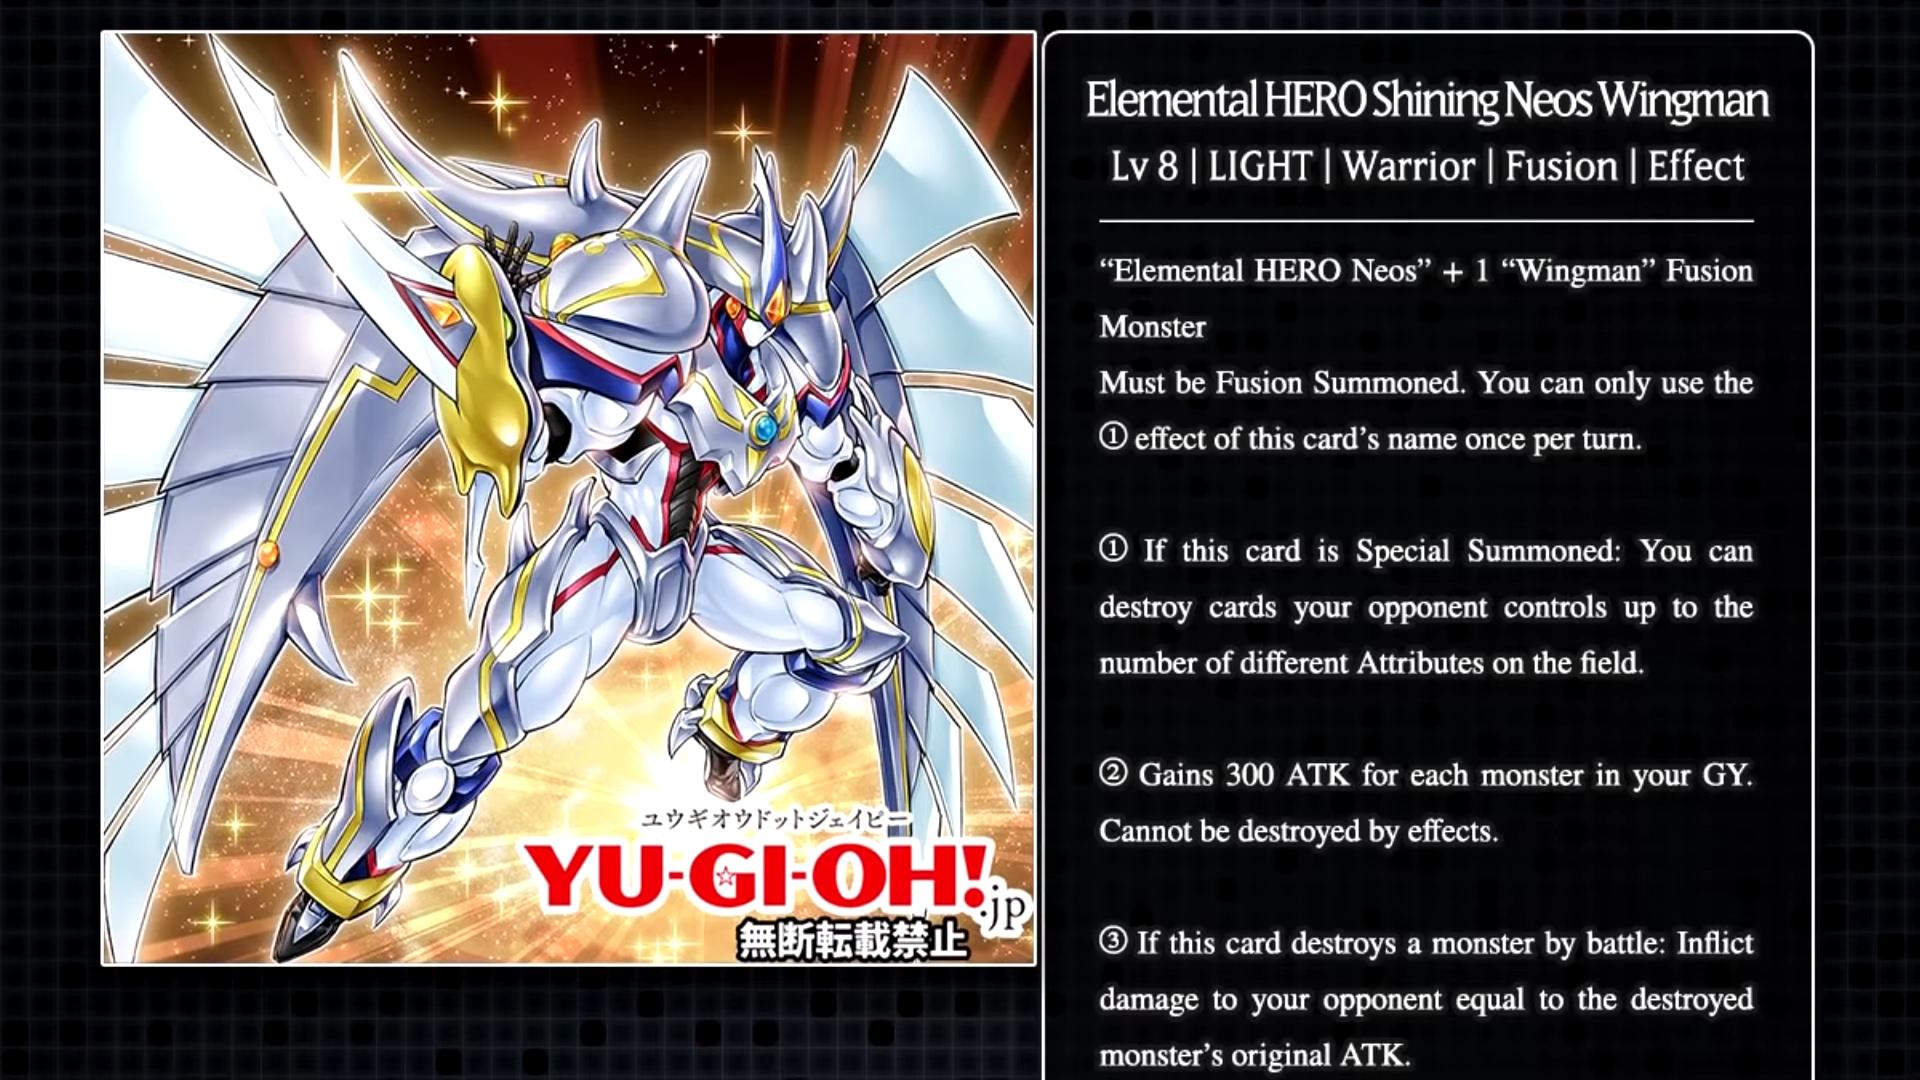 Elemental HERO Shining Neos Wingman
Lv 8 | LIGHT | Warrior | Fusion | Effect
“Elemental HERO Neos” + 1 “Wingman” Fusion
Monster
Must be Fusion Summoned. You can only use the
① effect of this card’s name once per turn.
① If this card is Special Summoned: You can
destroy cards your opponent controls up to the
number of different Attributes on the field.
② Gains 300 ATK for each monster in your GY.
Cannot be destroyed by effects.
③ If this card destroys a monster by battle: Inflict
damage to your opponent equal to the destroyed
monster’s original ATK.
ユウギオウドットジェイピー
YU-GI-OH!
.jp
無断転載禁止